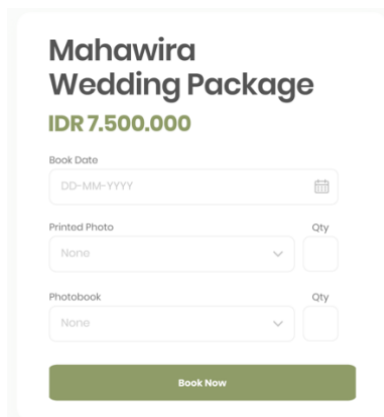 Mahawira
Wedding Package
IDR 7.500.000
Book Date
DD-MM-YYYY
Printed Photo Qty
None
Photobook Qty
None
Book Now